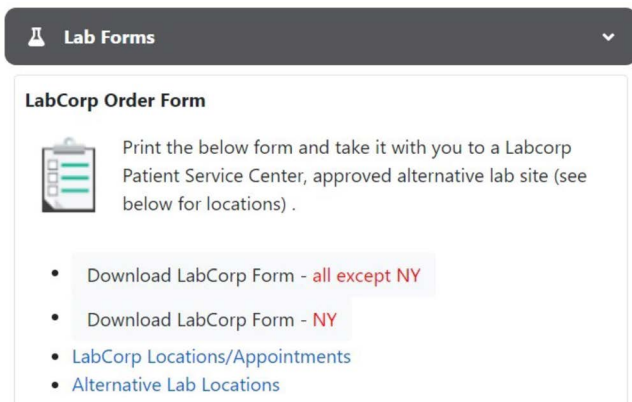 Lab Forms
LabCorp Order Form
Print the below form and take it with you to a Labcorp
Patient Service Center, approved alternative lab site (see
below for locations) .
Download LabCorp Form - all except NY
Download LabCorp Form - NY
LabCorp Locations/Appointments
Alternative Lab Locations